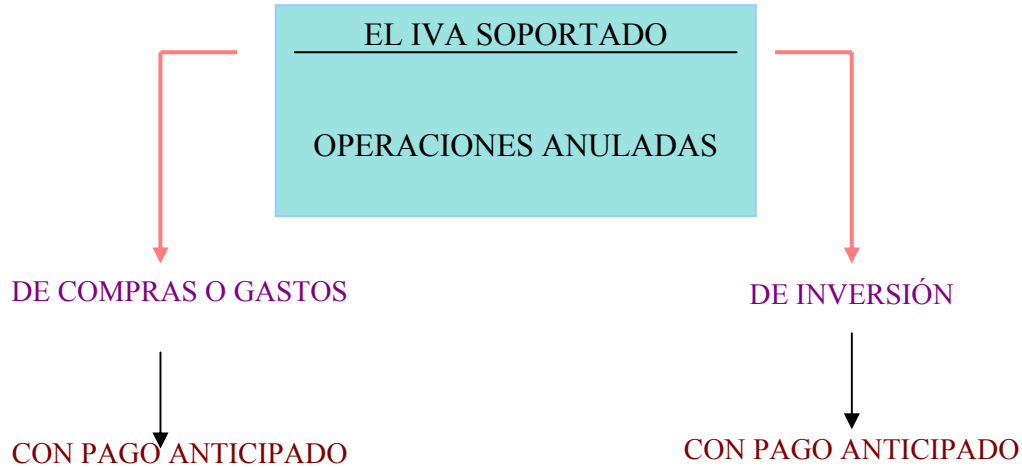 EL IVA SOPORTADO
OPERACIONES ANULADAS
DE COMPRAS O GASTOS
DE INVERSIÓN
CON PAGO ANTICIPADO
CON PAGO ANTICIPADO